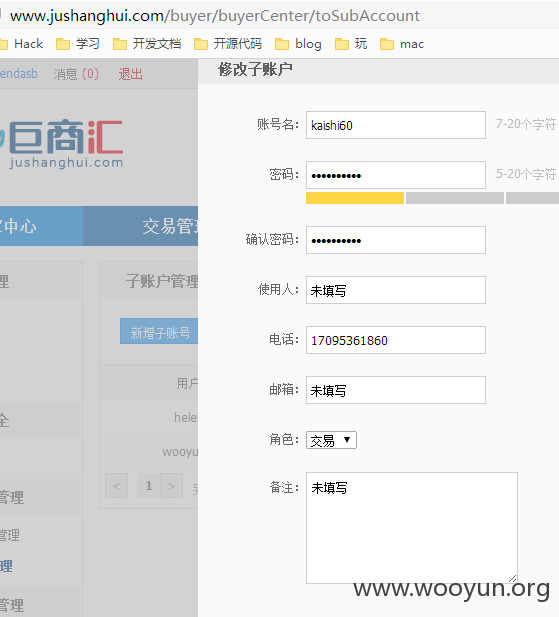 www.jushanghui.com/buyer/buyerCenter/toSubAccount
Hack 学习 开发文档 开源代码 blog 玩 mac
endasb 消息 (0) 退出
巨商汇
jushanghui.com
中心 交易管
理
子账户管理
新增子账号
用户
全
helen
wooyu
< 1 >
管理
管理
理
管理
修改子账户
账号名: kaishi60 7-20个字符
密码: •••••••••• 5-20个字符
确认密码: ••••••••••
使用人: 未填写
电话: 17095361860
邮箱: 未填写
角色: 交易 ▼
备注: 未填写
www.wooyun.org